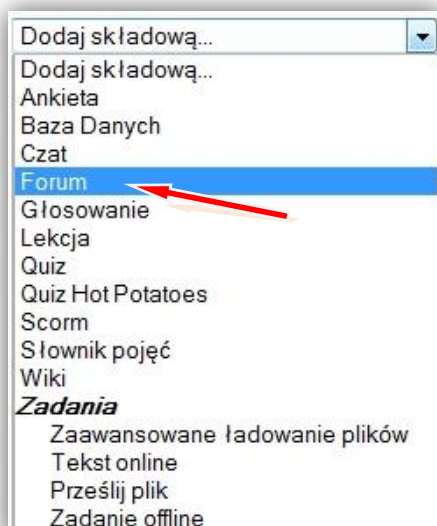 Dodaj składową...
Dodaj składową...
Ankieta
Baza Danych
Czat
Forum
Głosowanie
Lekcja
Quiz
Quiz Hot Potatoes
Scorm
Słownik pojęć
Wiki
Zadania
Zaawansowane ładowanie plików
Tekst online
Prześlij plik
Zadanie offline